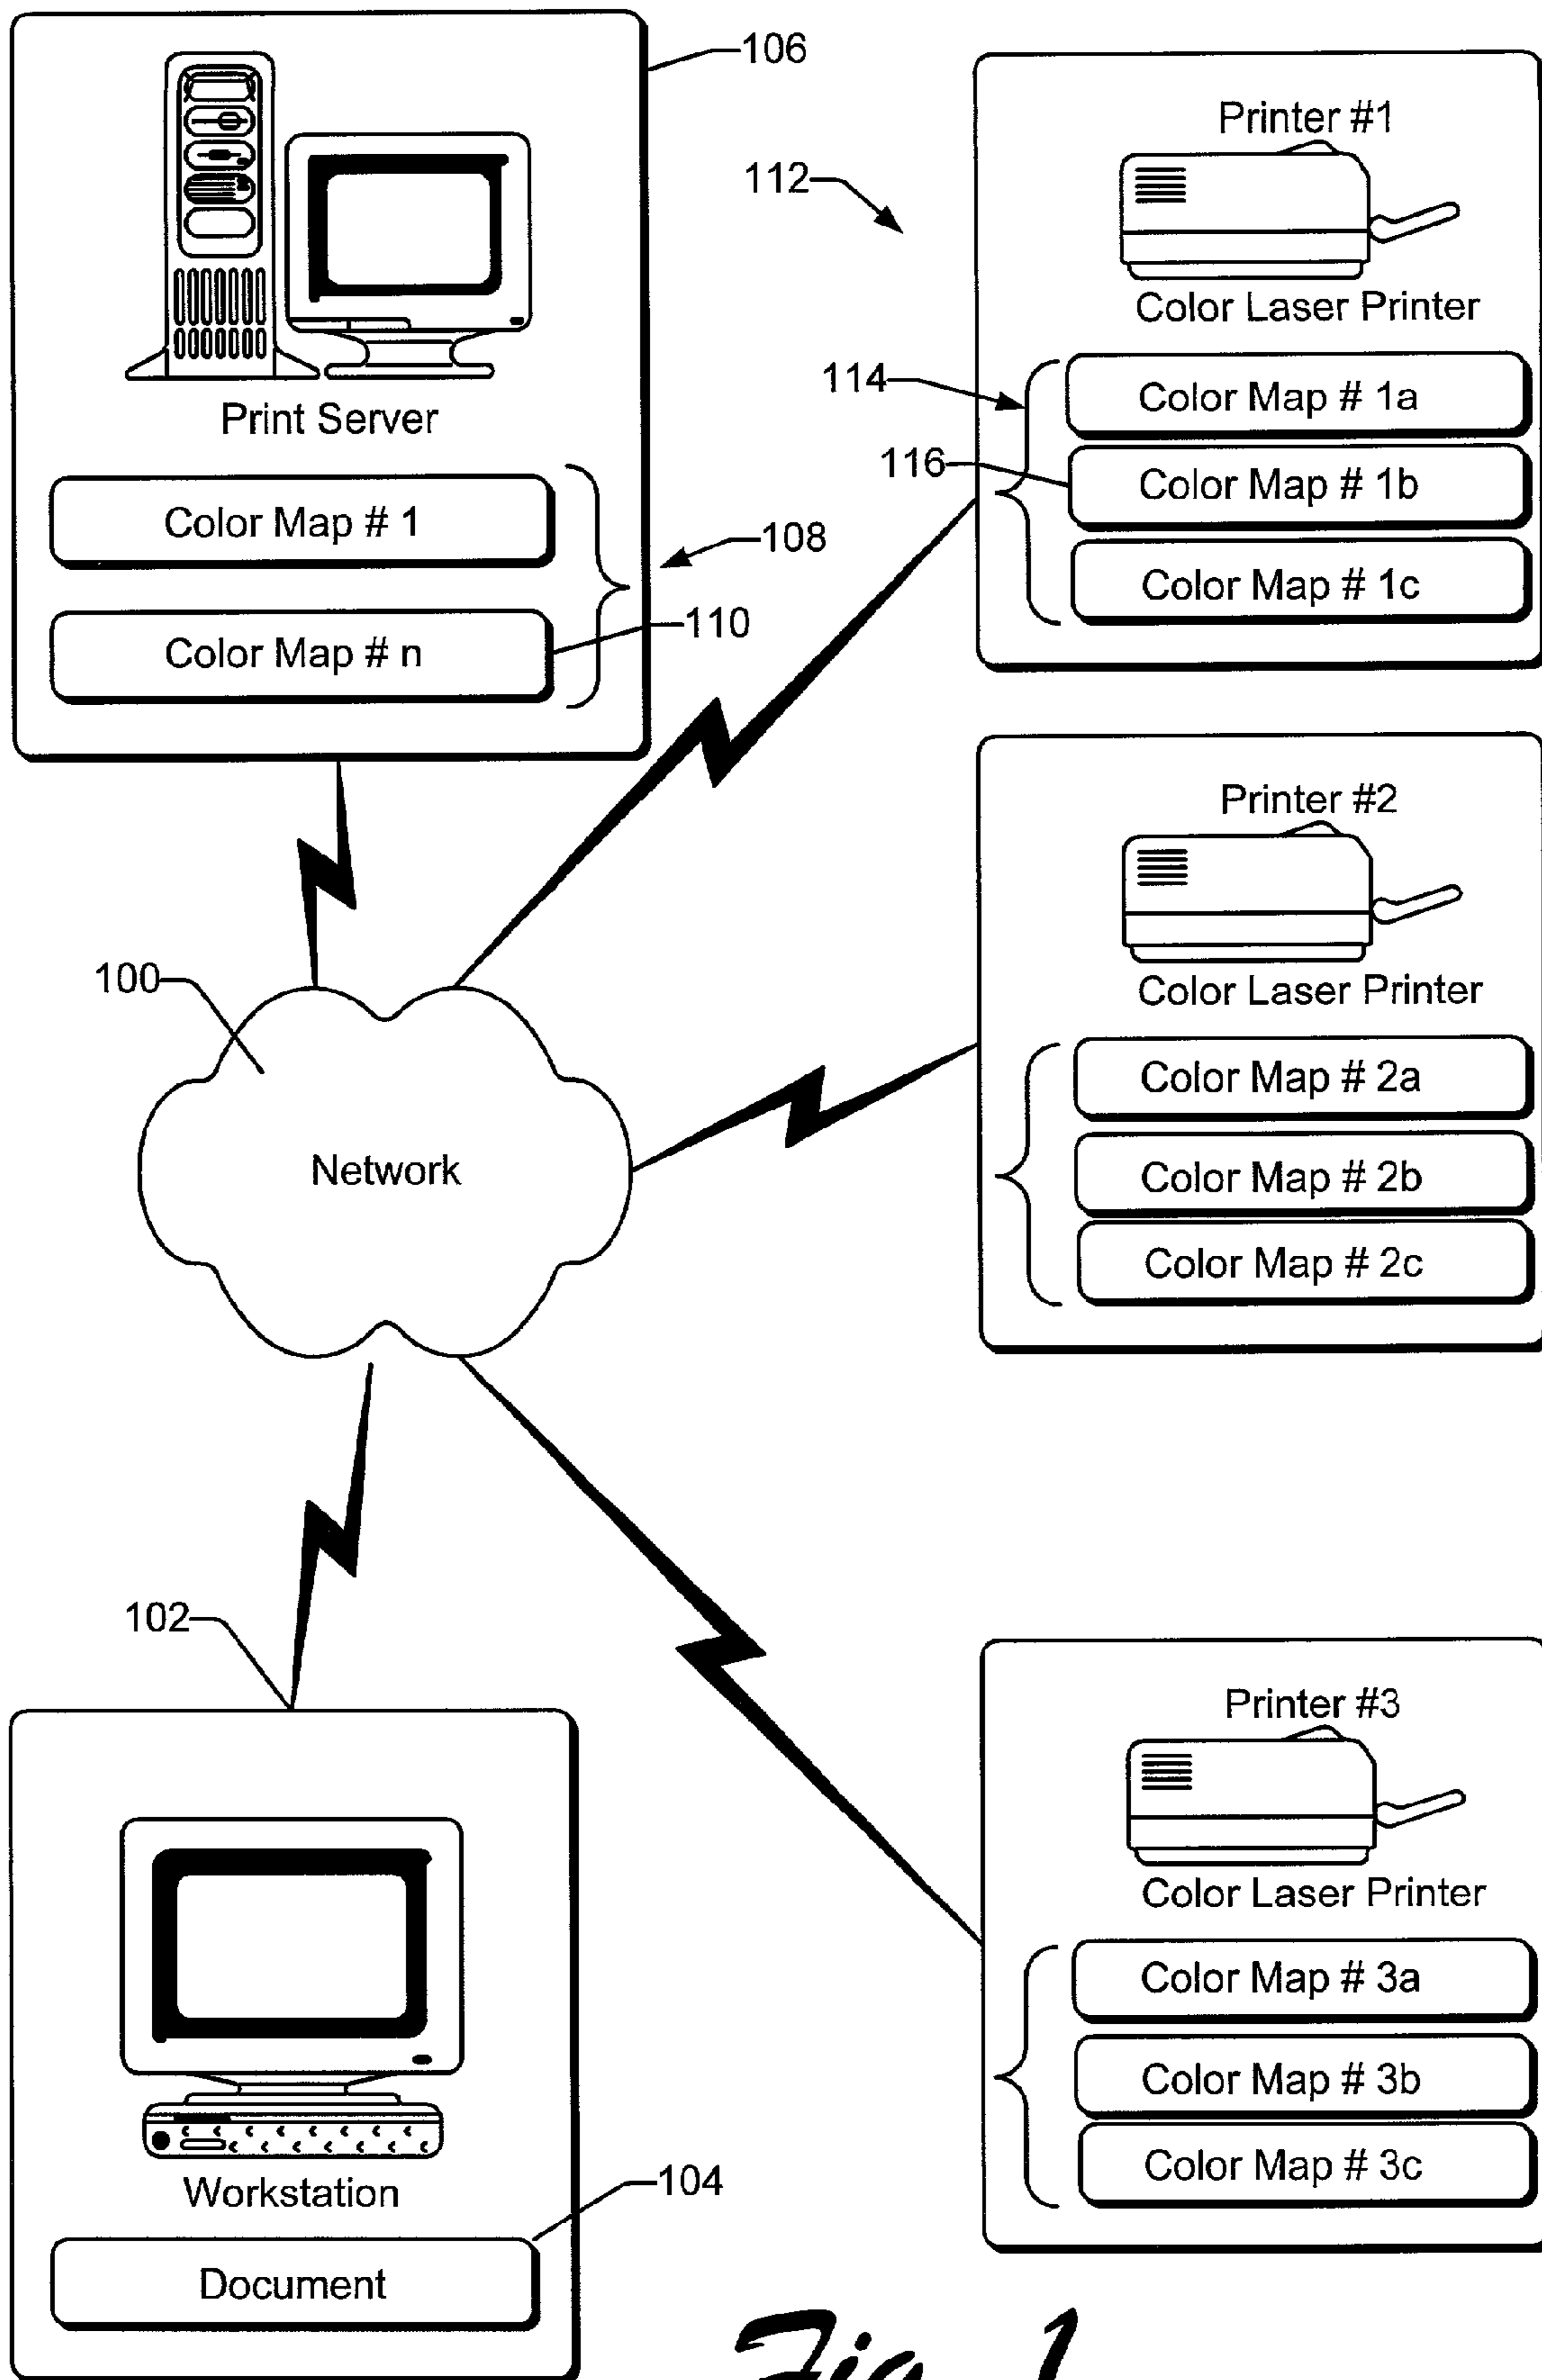 106
Print Server
Color Map # 1
Color Map # n
108
110
112
Printer #1
Color Laser Printer
114
116
Color Map # 1a
Color Map # 1b
Color Map # 1c
Printer #2
Color Laser Printer
Color Map # 2a
Color Map # 2b
Color Map # 2c
100
Network
102
Workstation
104
Document
Printer #3
Color Laser Printer
Color Map # 3a
Color Map # 3b
Color Map # 3c
Fig. 1